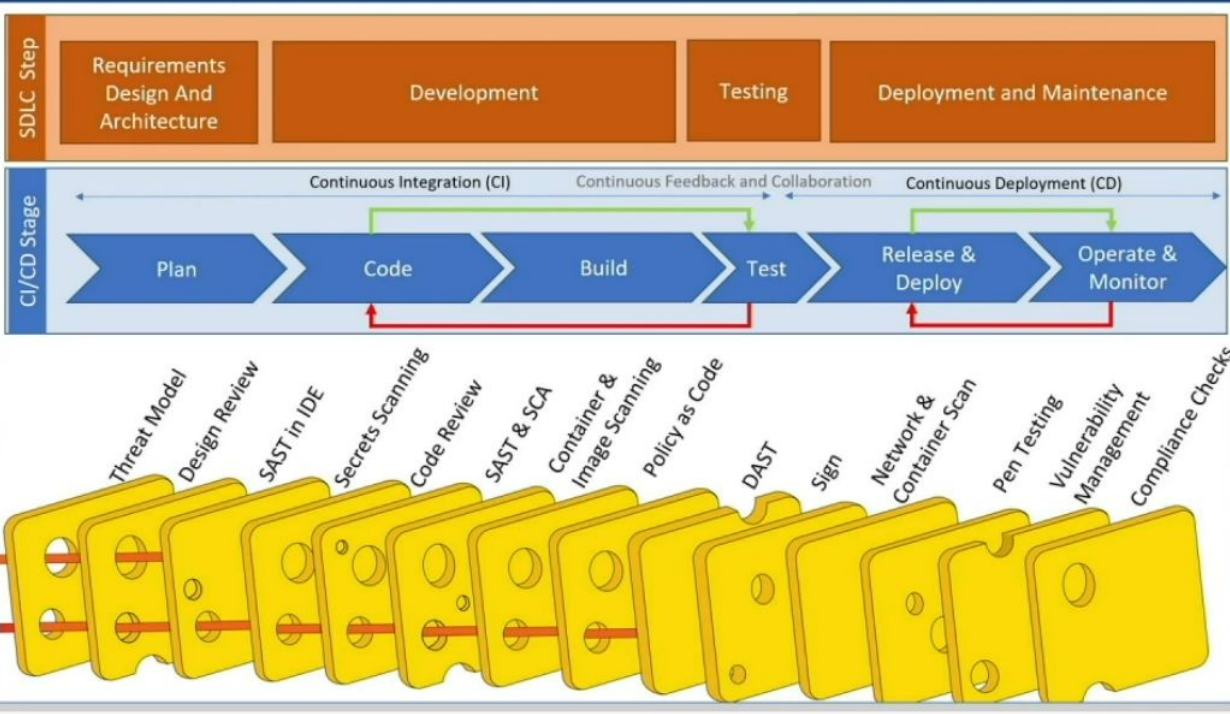 SDLC Step
Requirements
Design And
Architecture
Development
Testing
Deployment and Maintenance
CI/CD Stage
Continuous Integration (CI)
Continuous Feedback and Collaboration
Continuous Deployment (CD)
Plan
Code
Build
Test
Release &
Deploy
Operate &
Monitor
Threat Model
Design Review
SAST in IDE
Secrets Scanning
Code Review
SAST & SCA
Container &
Image Scanning
Policy as Code
DAST
Sign
Network &
Container Scan
Pen Testing
Vulnerability
Management
Compliance Checks